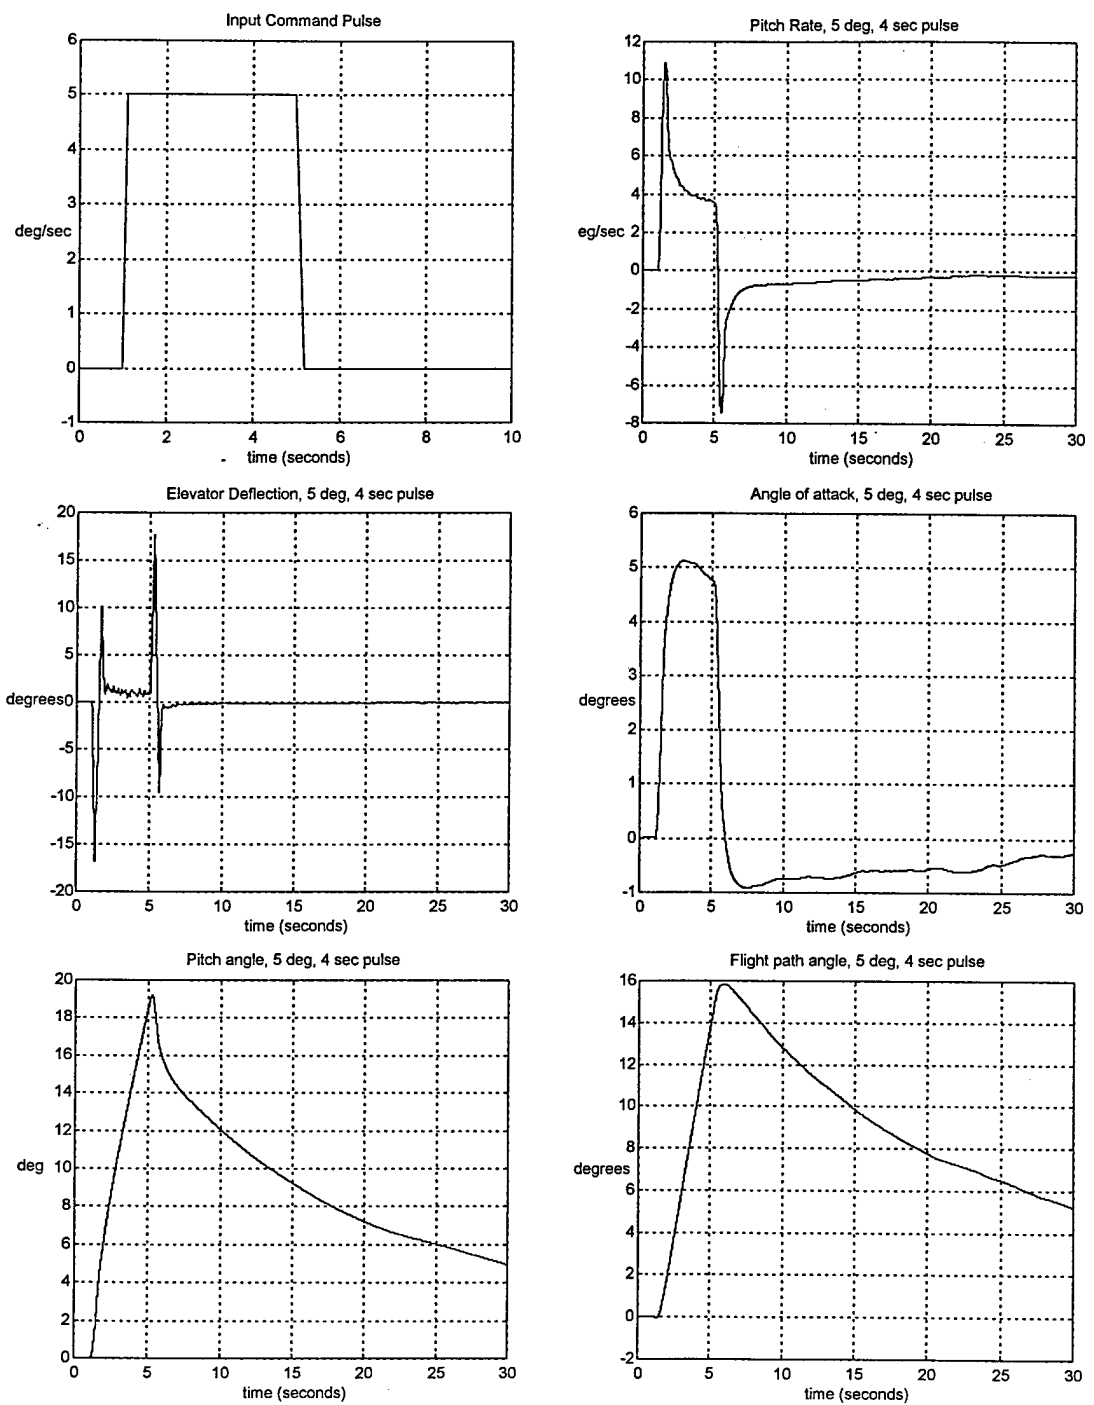 Input Command Pulse
6
5
4
3
deg/sec
2
1
0
-1
0 2 4 6 8 10
time (seconds)
Pitch Rate, 5 deg, 4 sec pulse
12
10
8
6
4
eg/sec 2
0
-2
-4
-6
-8
0 5 10 15 20 25 30
time (seconds)
Elevator Deflection, 5 deg, 4 sec pulse
20
15
10
5
degrees0
-5
-10
-15
-20
0 5 10 15 20 25 30
time (seconds)
Angle of attack, 5 deg, 4 sec pulse
6
5
4
3
degrees
2
1
0
-1
0 5 10 15 20 25 30
time (seconds)
Pitch angle, 5 deg, 4 sec pulse
20
18
16
14
12
deg 10
8
6
4
2
0
0 5 10 15 20 25 30
time (seconds)
Flight path angle, 5 deg, 4 sec pulse
16
14
12
10
8
degrees
6
4
2
0
-2
0 5 10 15 20 25 30
time (seconds)